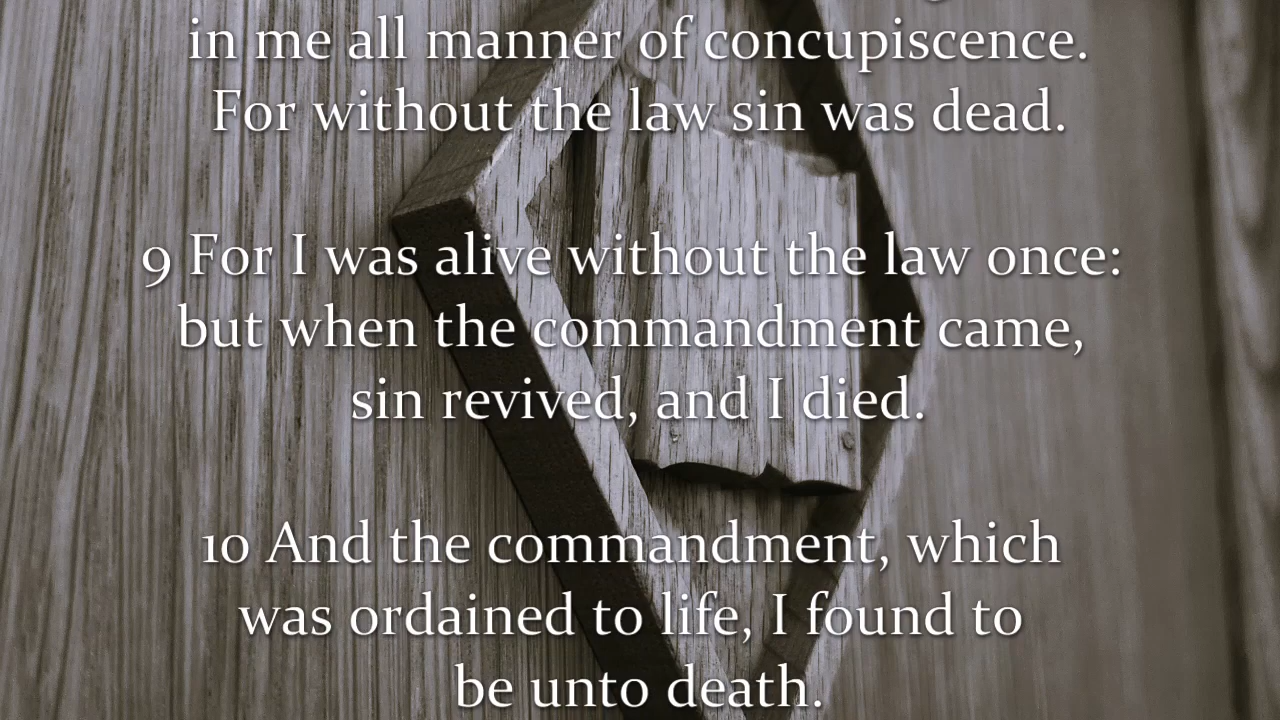 in me all manner of concupiscence.
For without the law sin was dead.
9 For I was alive without the law once:
but when the commandment came,
sin revived, and I died.
10 And the commandment, which
was ordained to life, I found to
be unto death.